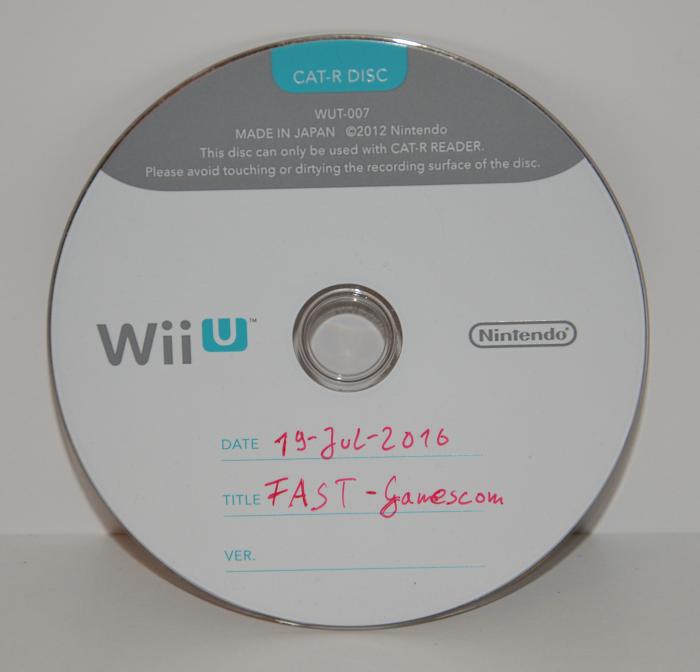 CAT-R DISC
WUT-007
MADE IN JAPAN ©2012 Nintendo
This disc can only be used with CAT-R READER.
Please avoid touching or dirtying the recording surface of the disc.
Wii U™
Nintendo®
DATE 19-Jul-2016
TITLE FAST-Gamescom
VER.